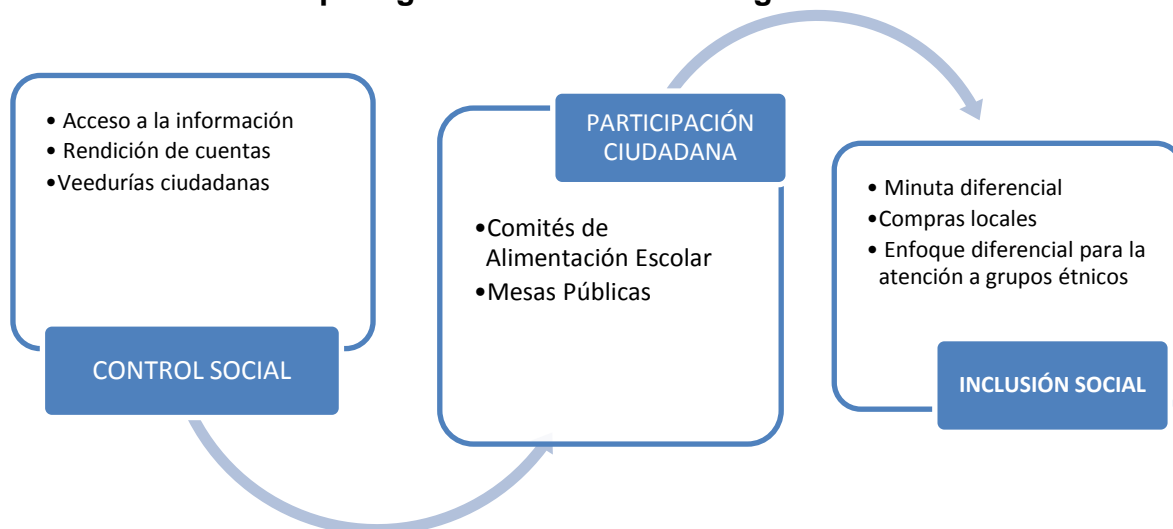 • Acceso a la información
• Rendición de cuentas
•Veedurías ciudadanas
CONTROL SOCIAL
PARTICIPACIÓN
CIUDADANA
•Comités de
Alimentación Escolar
•Mesas Públicas
• Minuta diferencial
•Compras locales
• Enfoque diferencial para la
atención a grupos étnicos
INCLUSIÓN SOCIAL